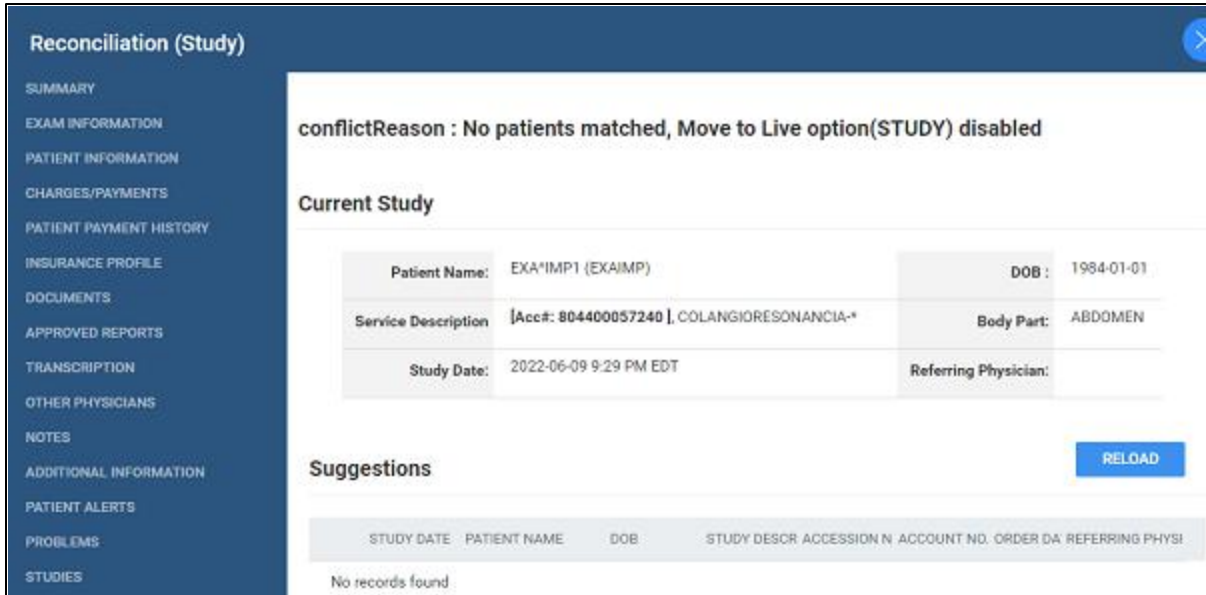 Reconciliation (Study)
SUMMARY
EXAM INFORMATION
PATIENT INFORMATION
CHARGES/PAYMENTS
PATIENT PAYMENT HISTORY
INSURANCE PROFILE
DOCUMENTS
APPROVED REPORTS
TRANSCRIPTION
OTHER PHYSICIANS
NOTES
ADDITIONAL INFORMATION
PATIENT ALERTS
PROBLEMS
STUDIES
conflictReason : No patients matched, Move to Live option(STUDY) disabled
Current Study
Patient Name: EXA^IMP1 (EXAIMP) DOB : 1984-01-01
Service Description [Acc#: 804400057240 ], COLANGIORESONANCIA-* Body Part: ABDOMEN
Study Date: 2022-06-09 9:29 PM EDT Referring Physician:
Suggestions RELOAD
STUDY DATE PATIENT NAME DOB STUDY DESCR ACCESSION N ACCOUNT NO. ORDER DA REFERRING PHYSI
No records found